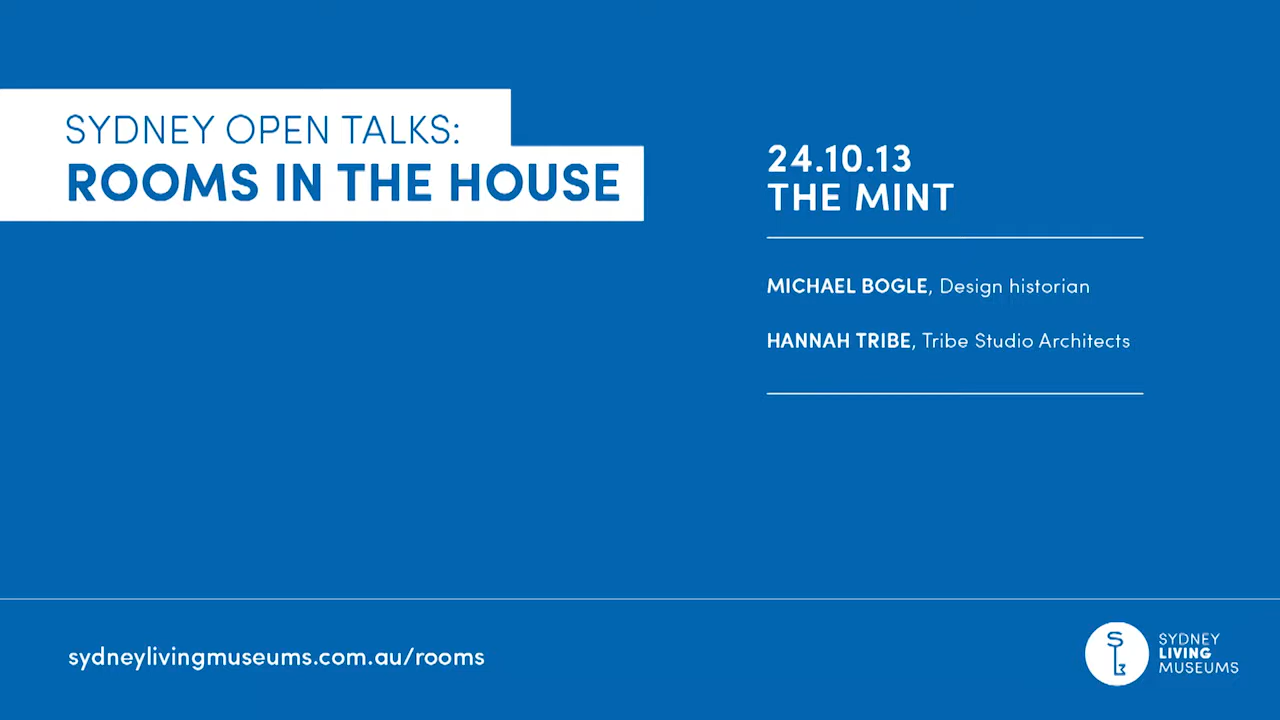 SYDNEY OPEN TALKS:
ROOMS IN THE HOUSE
24.10.13
THE MINT
MICHAEL BOGLE, Design historian
HANNAH TRIBE, Tribe Studio Architects
sydneylivingmuseums.com.au/rooms
SLM
SYDNEY
LIVING
MUSEUMS